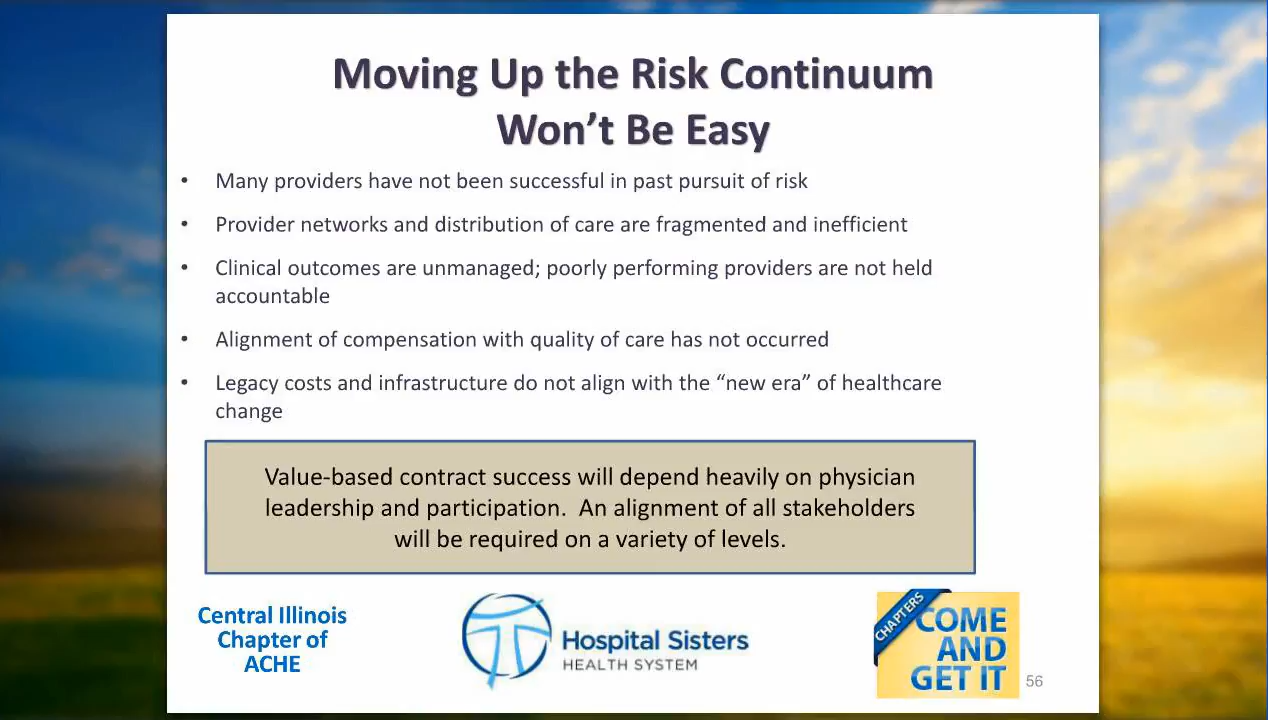 Moving Up the Risk Continuum
Won’t Be Easy
• Many providers have not been successful in past pursuit of risk
• Provider networks and distribution of care are fragmented and inefficient
• Clinical outcomes are unmanaged; poorly performing providers are not held
accountable
• Alignment of compensation with quality of care has not occurred
• Legacy costs and infrastructure do not align with the “new era” of healthcare
change
Value-based contract success will depend heavily on physician
leadership and participation. An alignment of all stakeholders
will be required on a variety of levels.
Central Illinois
Chapter of
ACHE
Hospital Sisters
HEALTH SYSTEM
CHAPTERS
COME
AND
GET IT
56